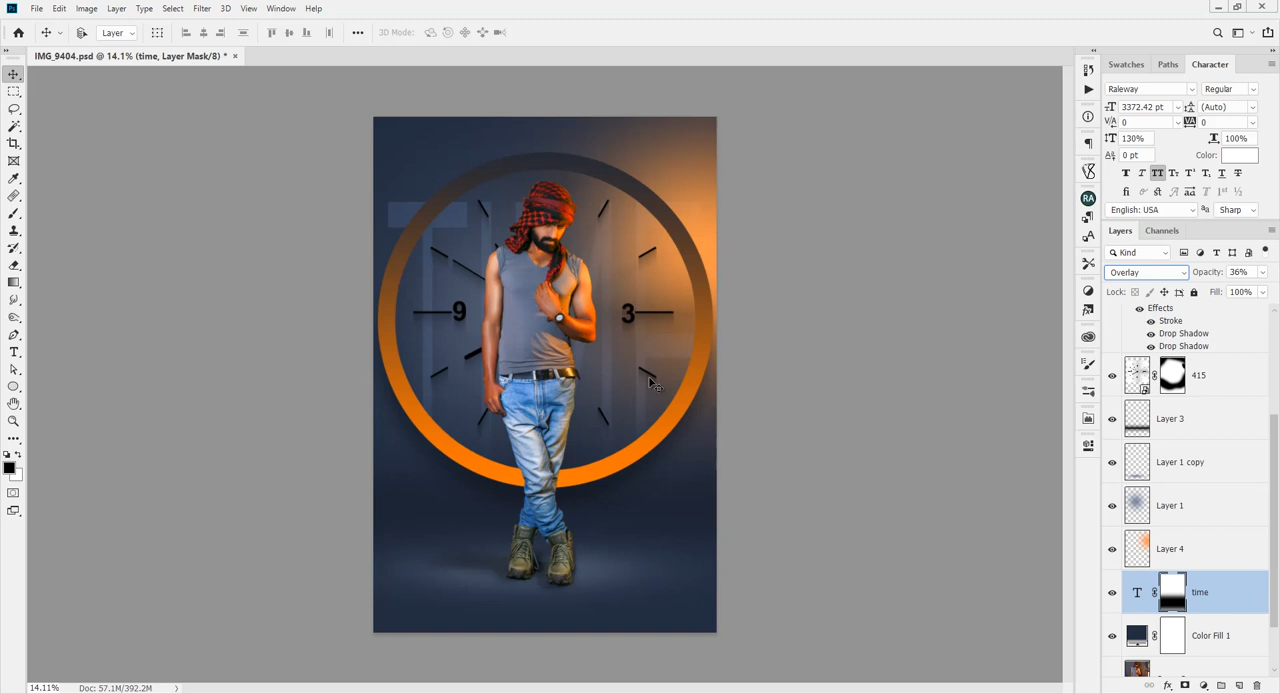 Ps File Edit Image Layer Type Select Filter 3D View Window Help
Layer 3D Mode:
IMG_9404.psd @ 14.1% (time, Layer Mask/8) * ×
Swatches Paths Character
Raleway Regular
3372.42 pt (Auto)
0 0
130% 100%
0 pt Color:
English: USA Sharp
Layers Channels
Kind
Overlay Opacity: 36%
Lock: Fill: 100%
Effects
Stroke
Drop Shadow
Drop Shadow
415
Layer 3
Layer 1 copy
Layer 1
Layer 4
time
Color Fill 1
9 3
RA
14.11% Doc: 57.1M/392.2M